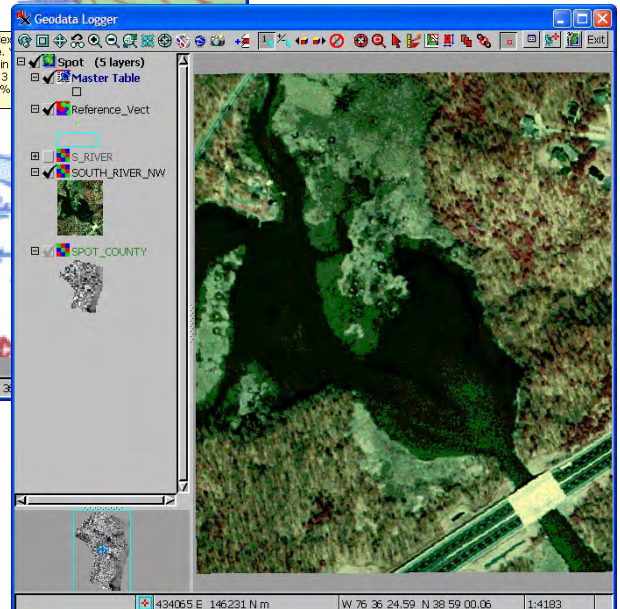 Geodata Logger
Exit
Spot (5 layers)
Master Table
Reference_Vect
S_RIVER
SOUTH_RIVER_NW
SPOT_COUNTY
434065 E 146231 N m W 76 36 24.59 N 38 59 00.06 1:4183